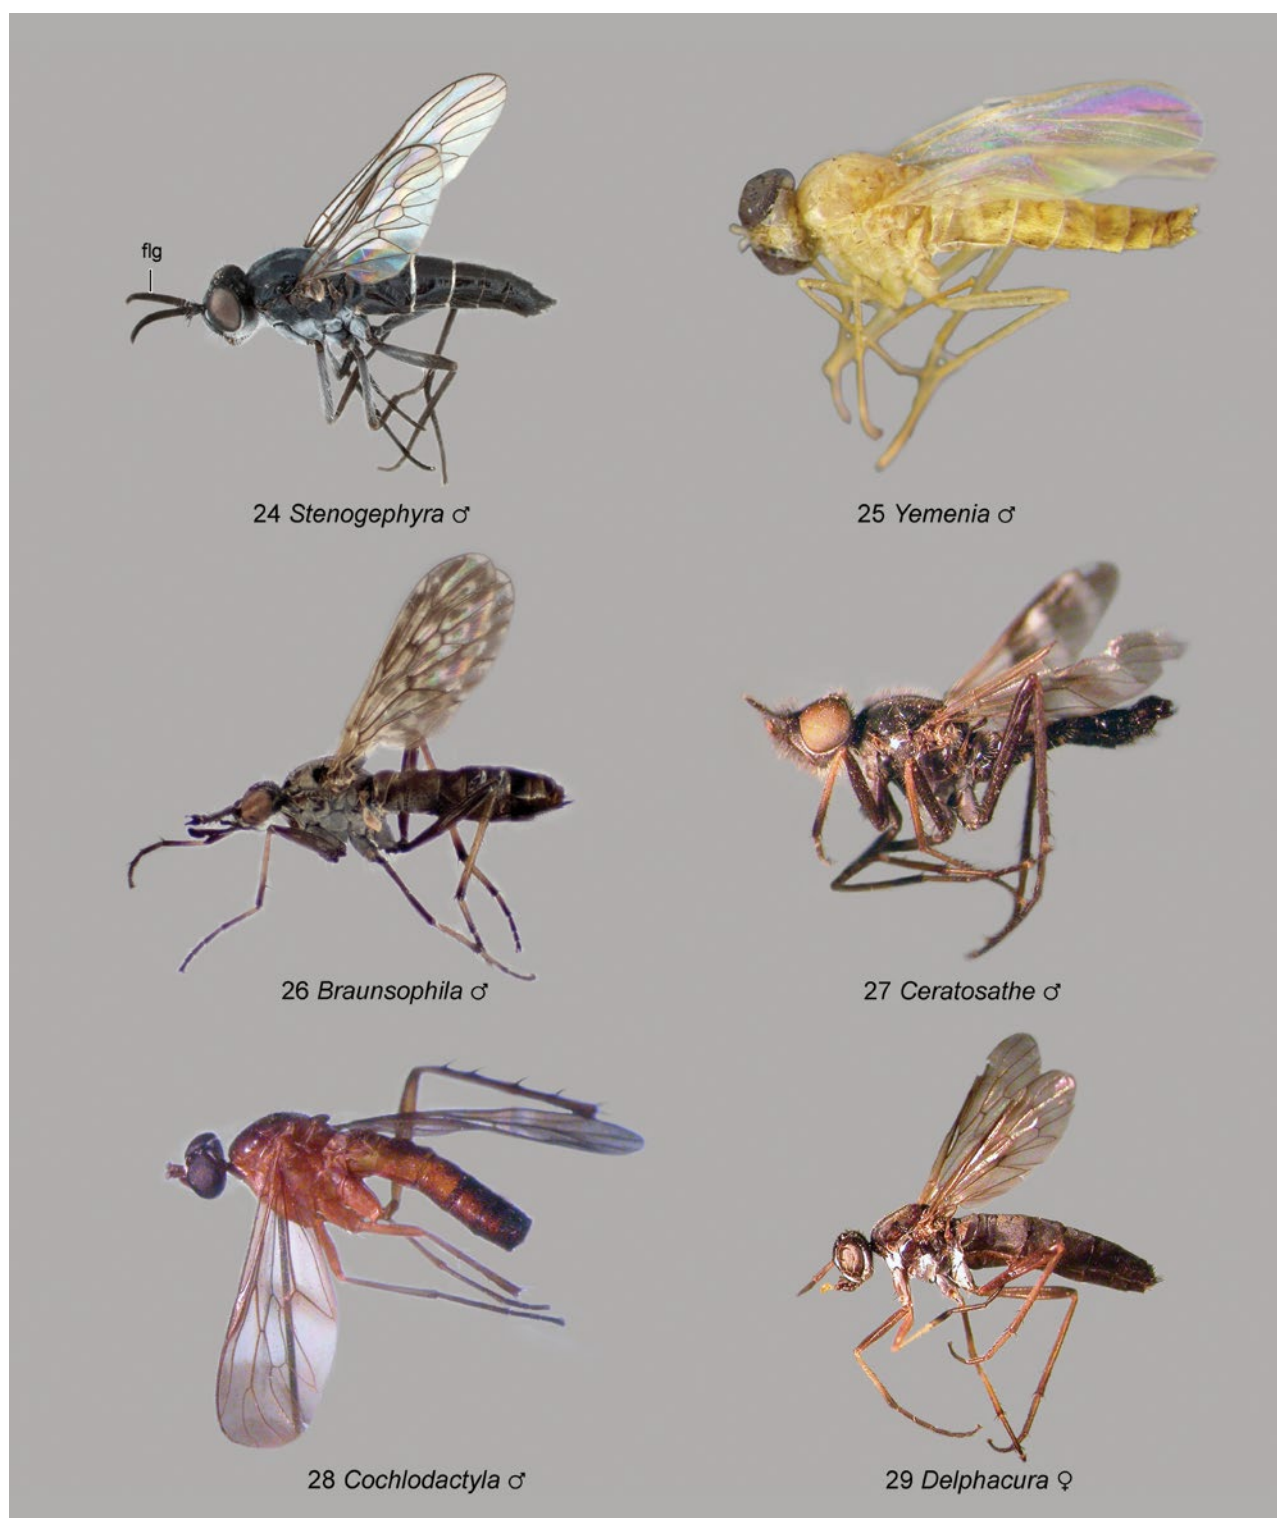 flg
24 Stenogephyra ♂
25 Yemenia ♂
26 Braunsophila ♂
27 Ceratosathe ♂
28 Cochlodactyla ♂
29 Delphacura ♀